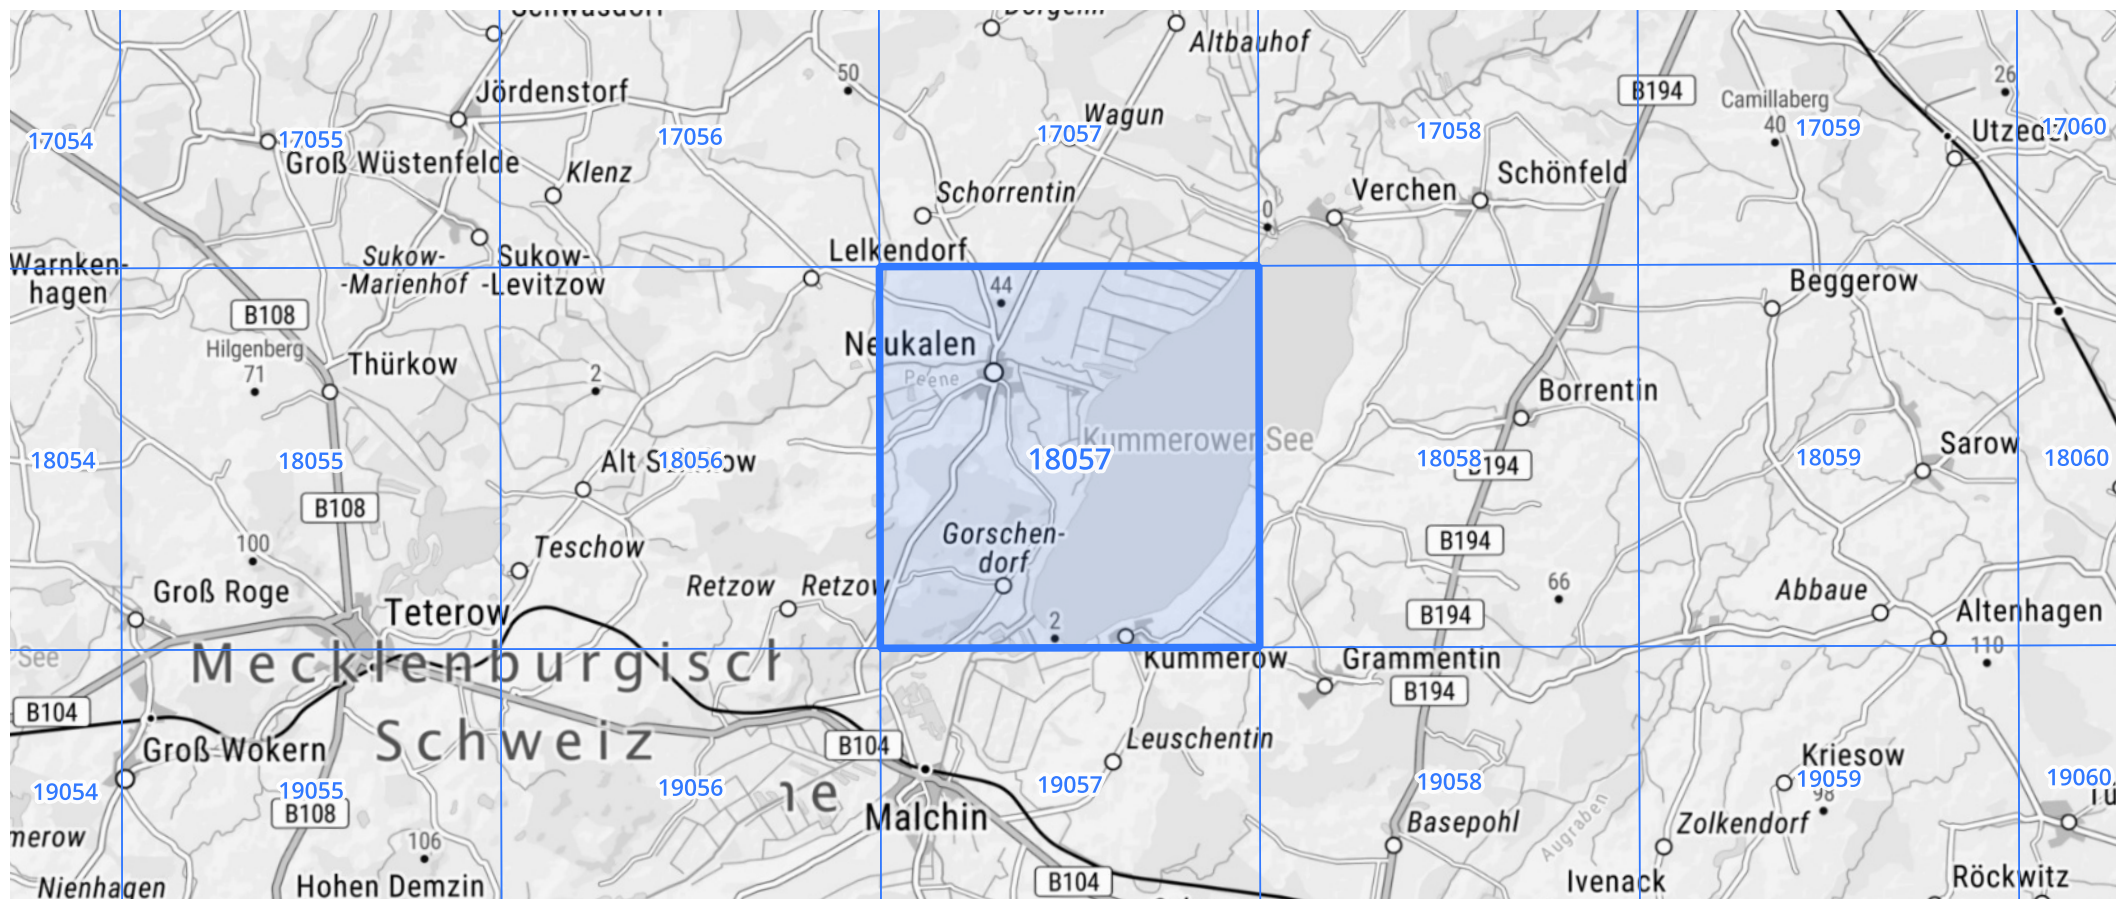 Altbauhof
50
26
Jördenstorf
B194
Camillaberg
Wagun
40
17054
17055
17056
17057
17058
17059
17060
Groß Wüstenfelde
Klenz
Schönfeld
Verchen
Schorrentin
0
Lelkendorf
Sukow-
-Marienhof
Sukow-
-Levitzow
Warnken-
hagen
Beggerow
44
B108
Neukalen
Hilgenberg
71
Thürkow
2
Peene
Borrentin
Kummerower See
Sarow
18054
18055
18056
18057
18058
18059
18060
B194
B108
Gorschen-
dorf
B194
100
Teschow
Retzow
Retzow
66
Abbaue
Groß Roge
Teterow
B194
Altenhagen
2
110
See
Mecklenburgisch
Kummerow
Grammentin
B194
B104
Schweiz
Groß Wokern
B104
Leuschentin
Kriesow
19054
19055
19056
19057
19058
19059
19060
98
B108
Malchin
Basepohl
Zolkendorf
Augraben
merow
106
Nienhagen
Hohen Demzin
B104
Ivenack
Röckwitz